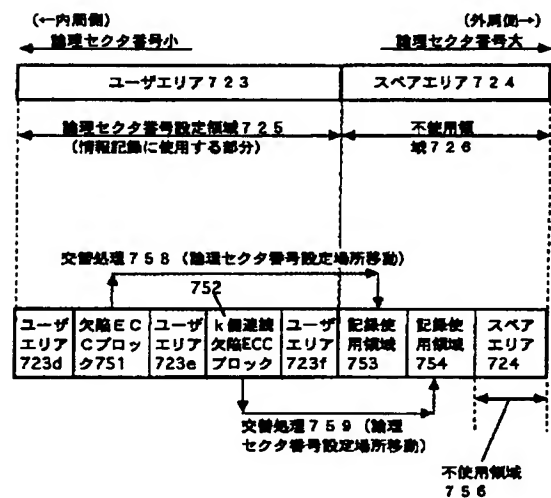 (←内周側)
(外周側→)
論理セクタ番号小
論理セクタ番号大
ユーザエリア723
スペアエリア724
論理セクタ番号設定領域725
(情報記録に使用する部分)
不使用領
域726
交替処理758 (論理セクタ番号設定場所移動)
752
ユーザ
エリア
723d
欠陥EC
Cブロッ
ク751
ユーザ
エリア
723e
k個連続
欠陥ECC
ブロック
ユーザ
エリア
723f
記録使
用領域
753
記録使
用領域
754
スペア
エリア
724
交替処理759 (論理
セクタ番号設定場所移動)
不使用領域
756